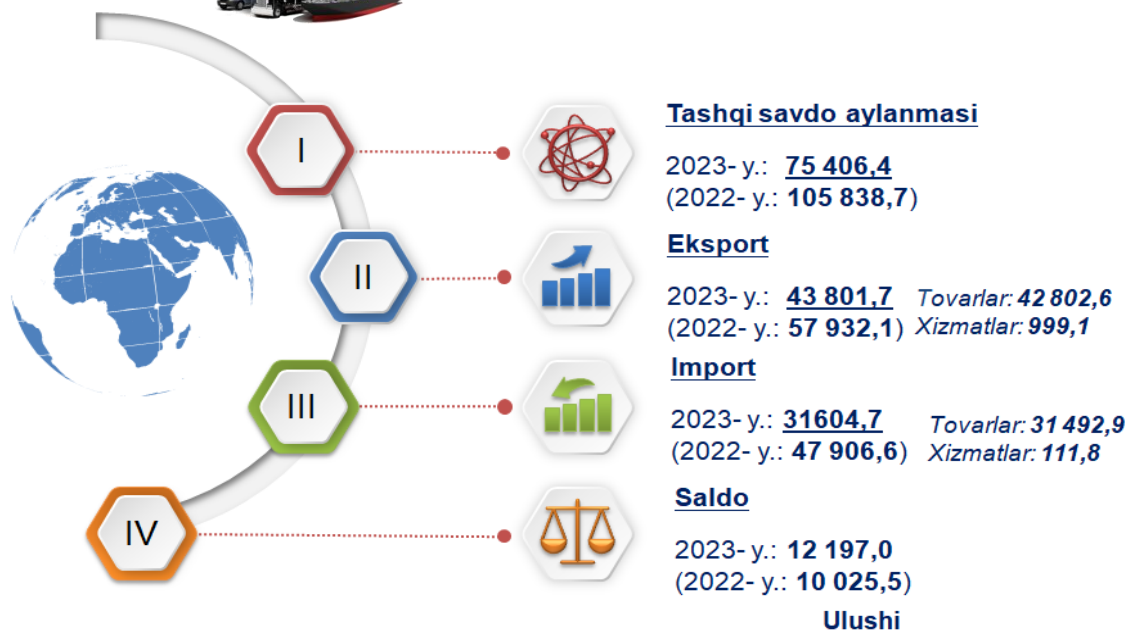 I
Tashqi savdo aylanmasi
2023- y.: 75 406,4
(2022- y.: 105 838,7)
II
Eksport
2023- y.: 43 801,7 Tovarlar: 42 802,6
(2022- y.: 57 932,1) Xizmatlar: 999,1
III
Import
2023- y.: 31604,7 Tovarlar: 31 492,9
(2022- y.: 47 906,6) Xizmatlar: 111,8
IV
Saldo
2023- y.: 12 197,0
(2022- y.: 10 025,5)
Ulushi